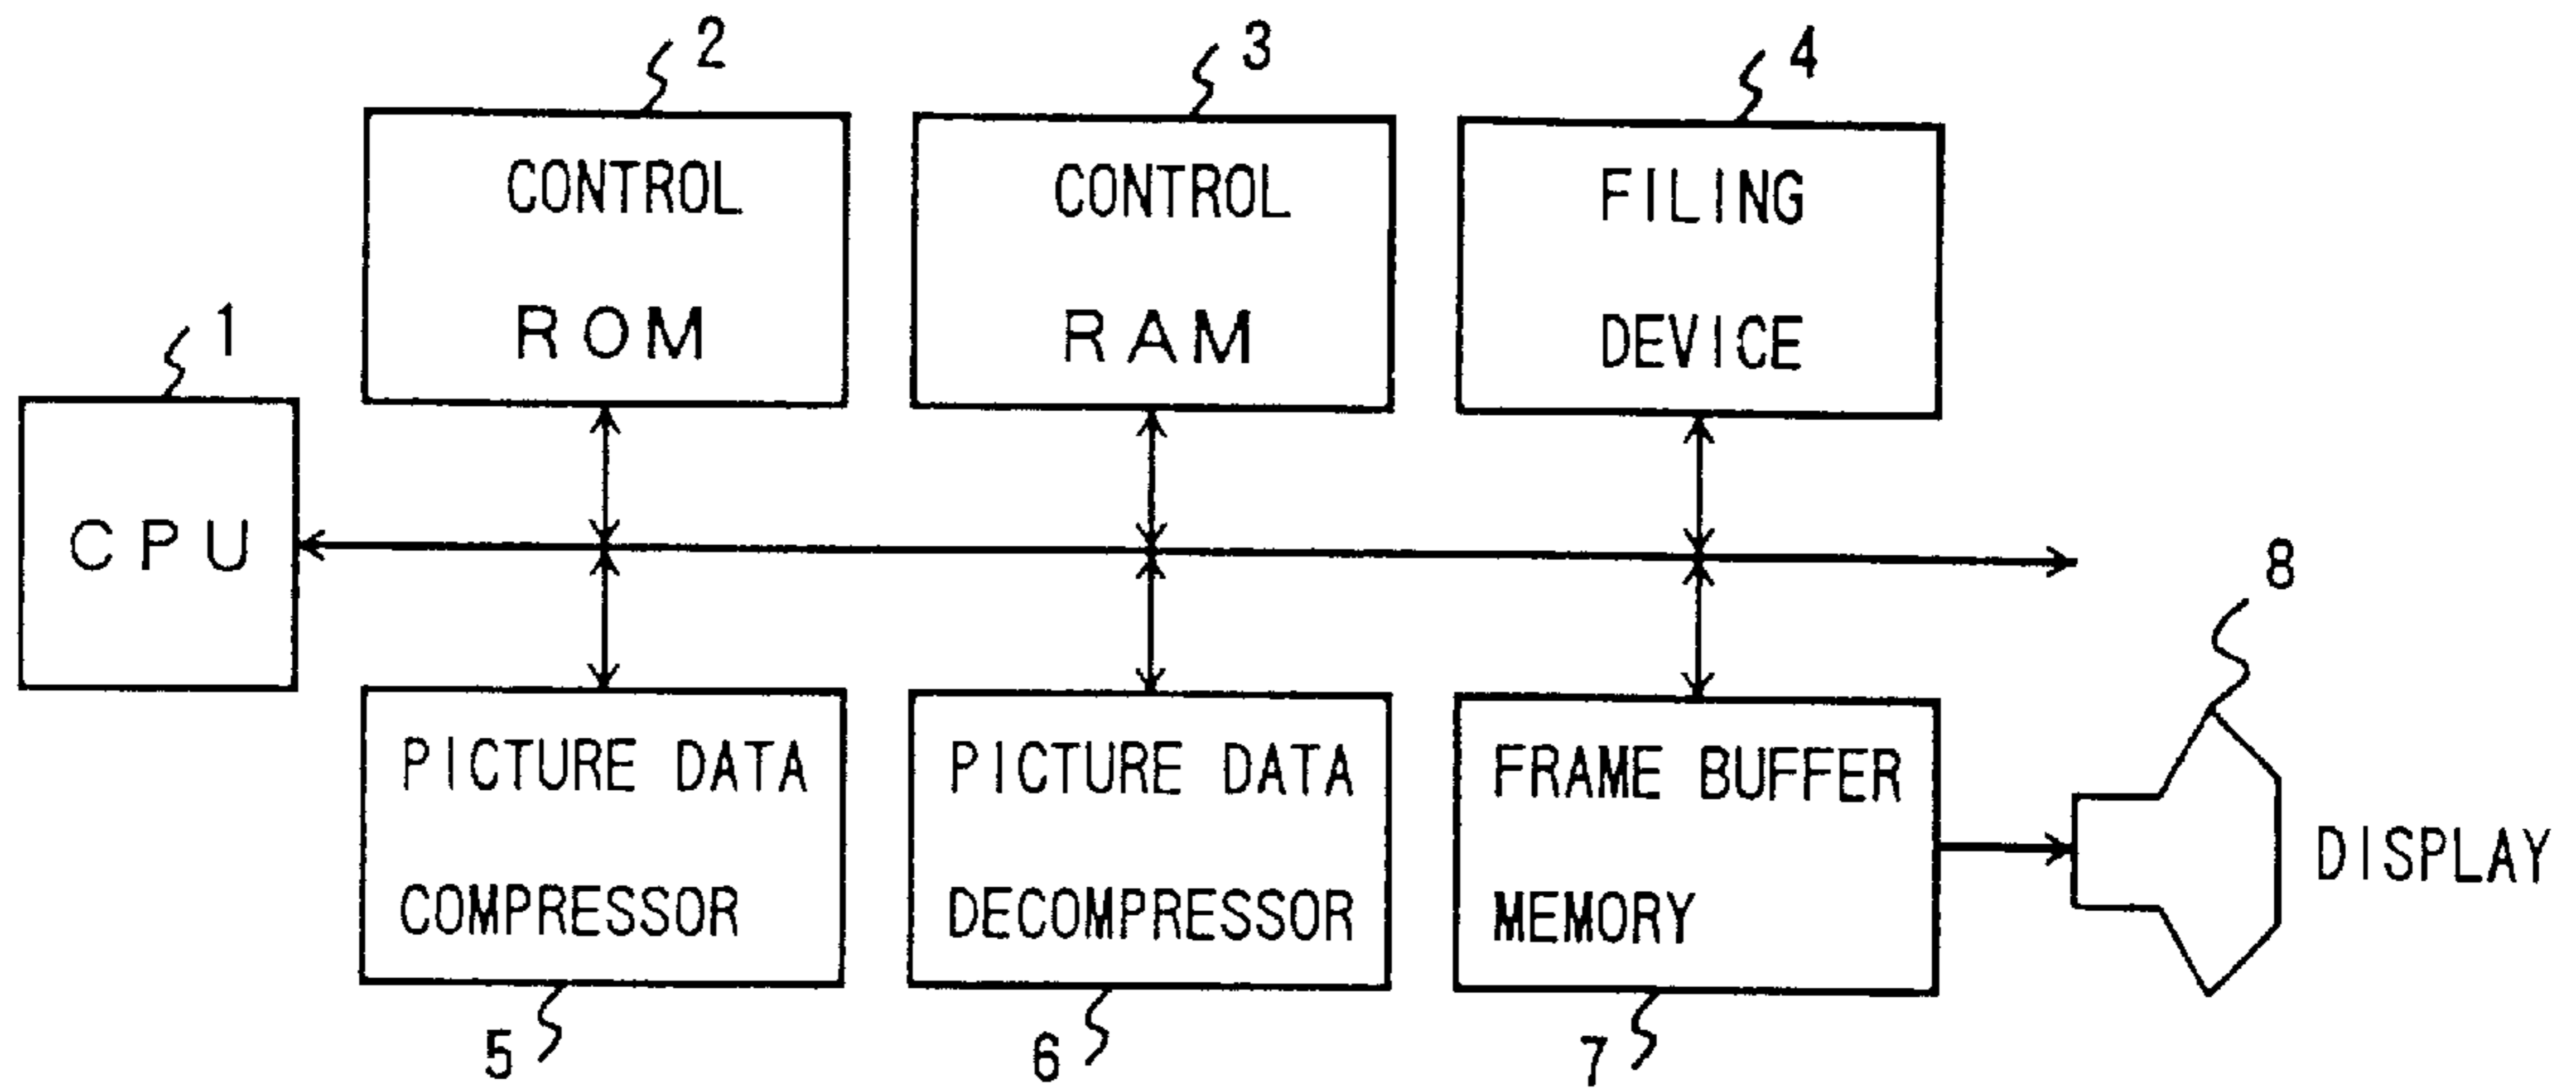 2
3
4
CONTROL
ROM
CONTROL
RAM
FILING
DEVICE
1
CPU
8
PICTURE DATA
COMPRESSOR
PICTURE DATA
DECOMPRESSOR
FRAME BUFFER
MEMORY
DISPLAY
5
6
7